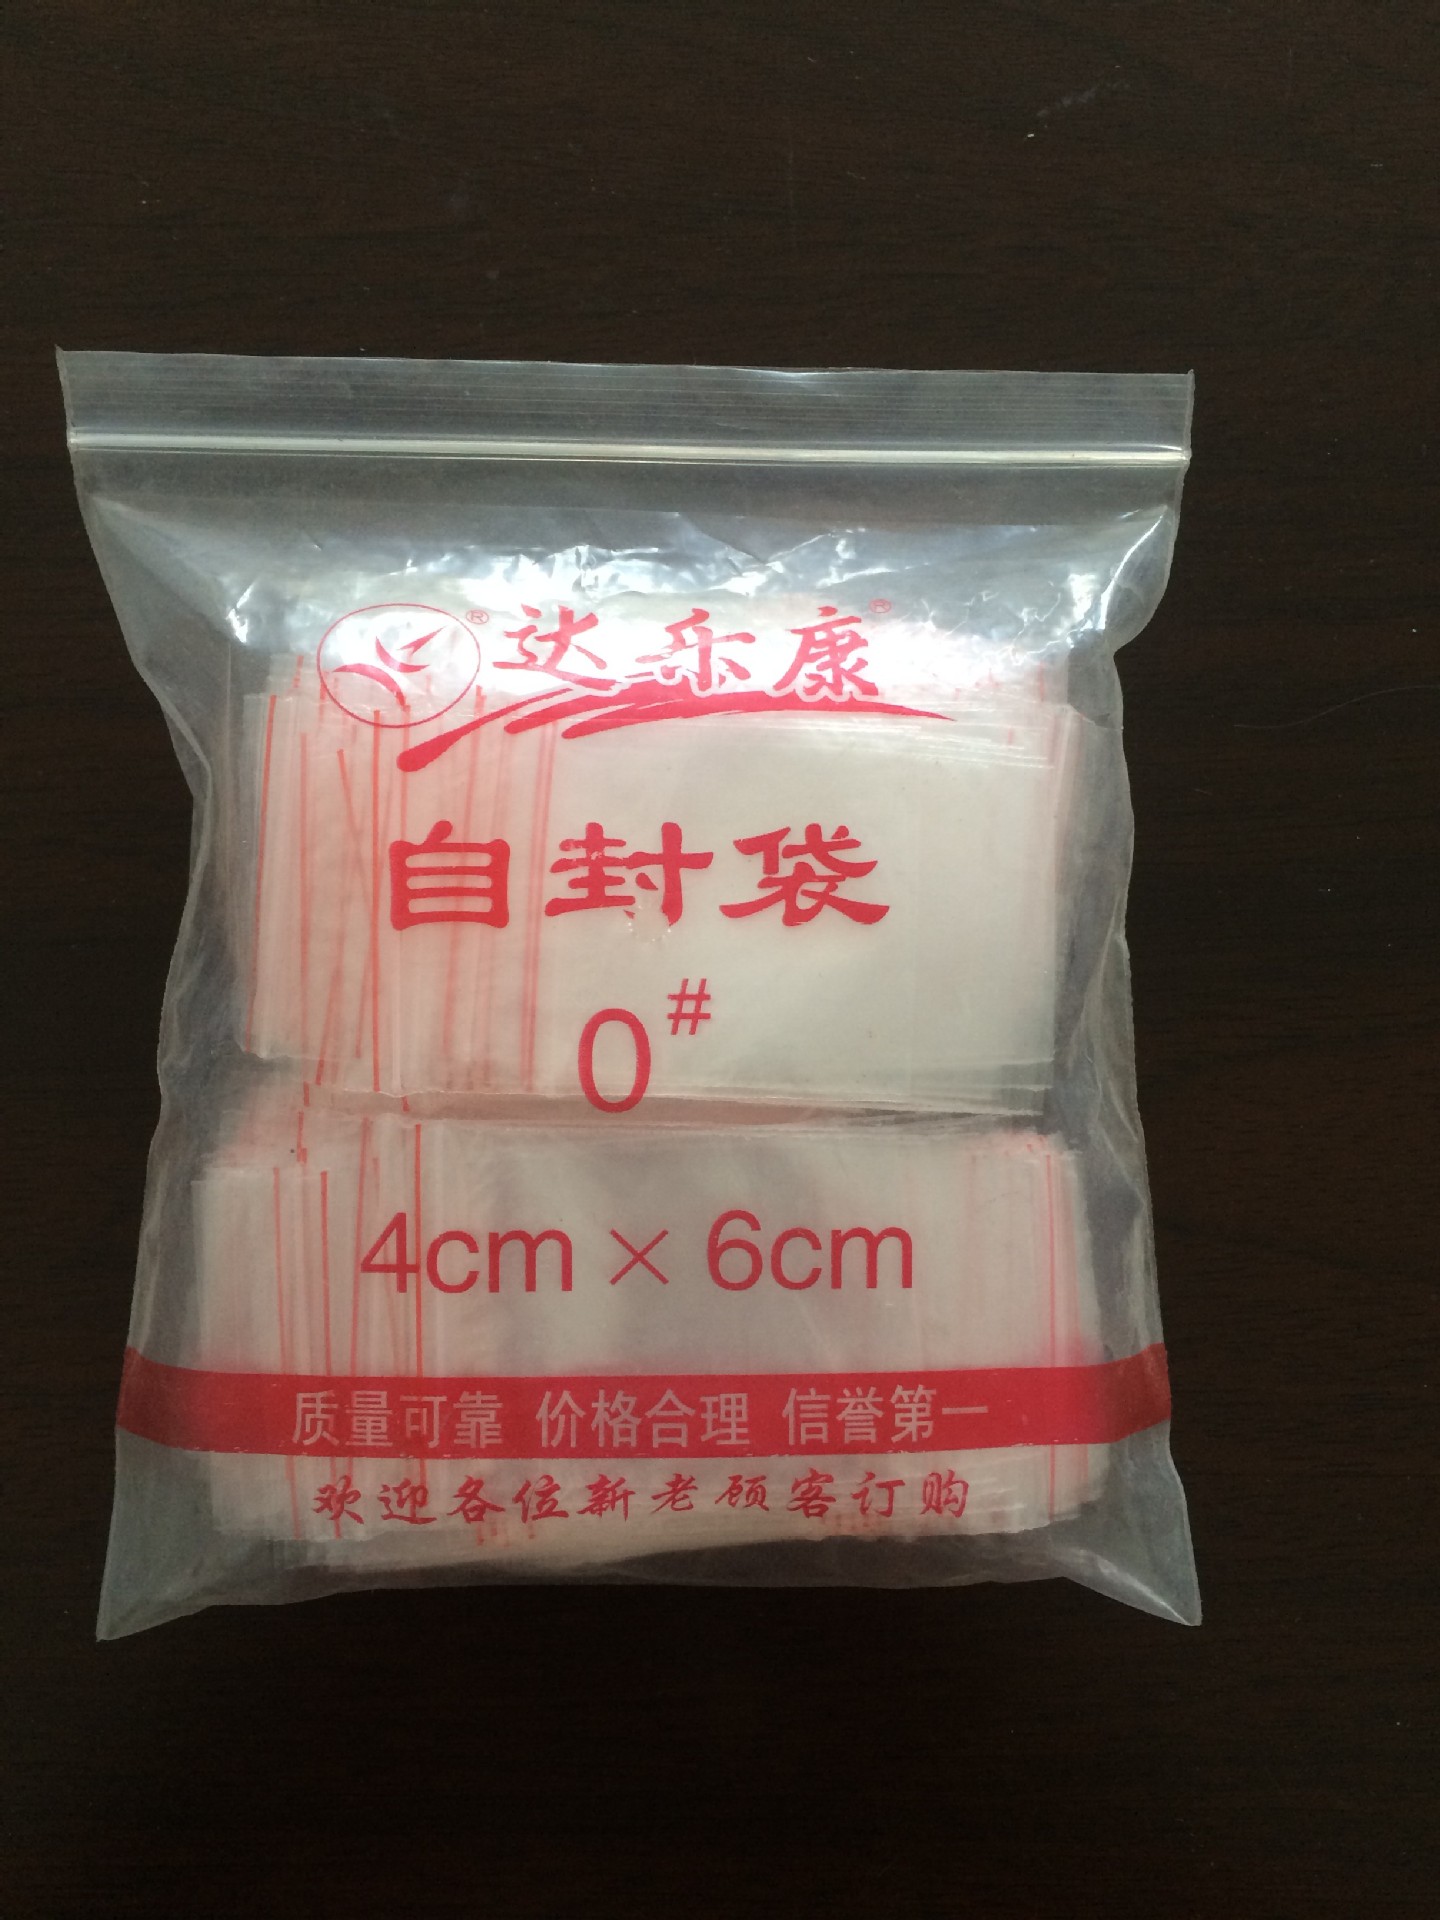 ® 达乐康 ®
自封袋
0#
4cm × 6cm
质量可靠 价格合理 信誉第一
欢迎各位新老顾客订购